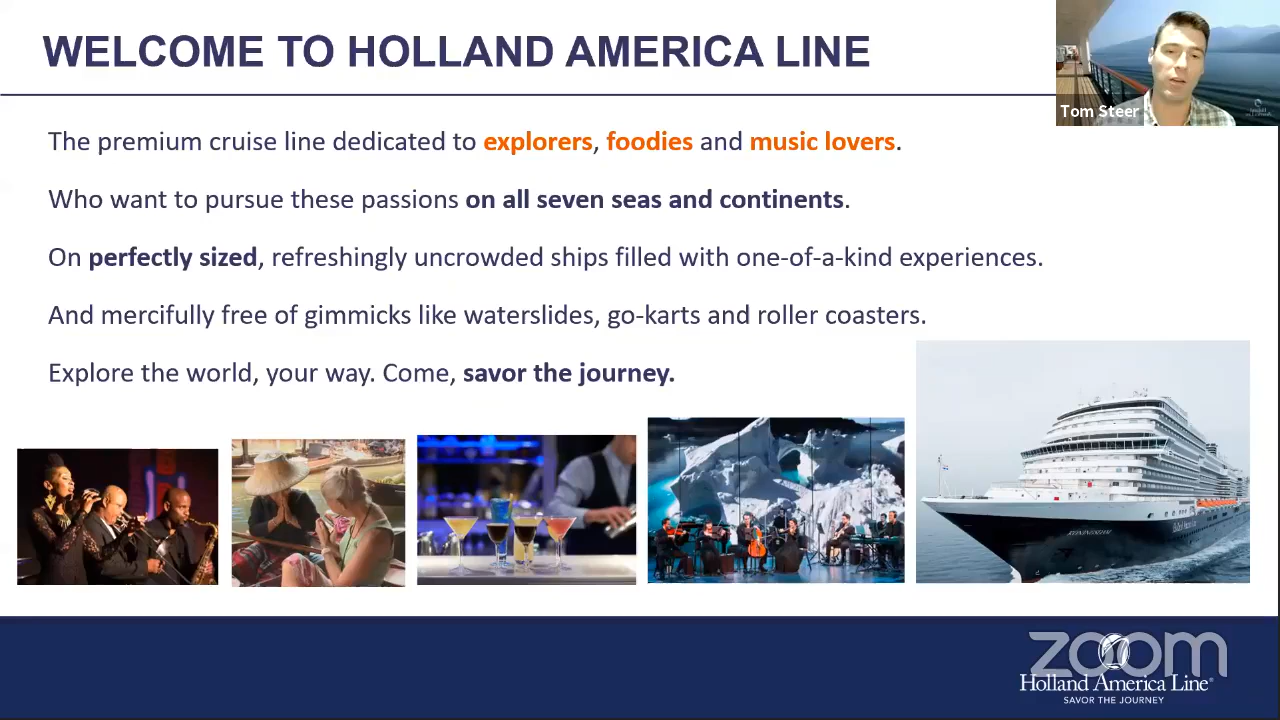 WELCOME TO HOLLAND AMERICA LINE
Tom Steer
The premium cruise line dedicated to explorers, foodies and music lovers.
Who want to pursue these passions on all seven seas and continents.
On perfectly sized, refreshingly uncrowded ships filled with one-of-a-kind experiences.
And mercifully free of gimmicks like waterslides, go-karts and roller coasters.
Explore the world, your way. Come, savor the journey.
zoom
Holland America Line®
SAVOR THE JOURNEY